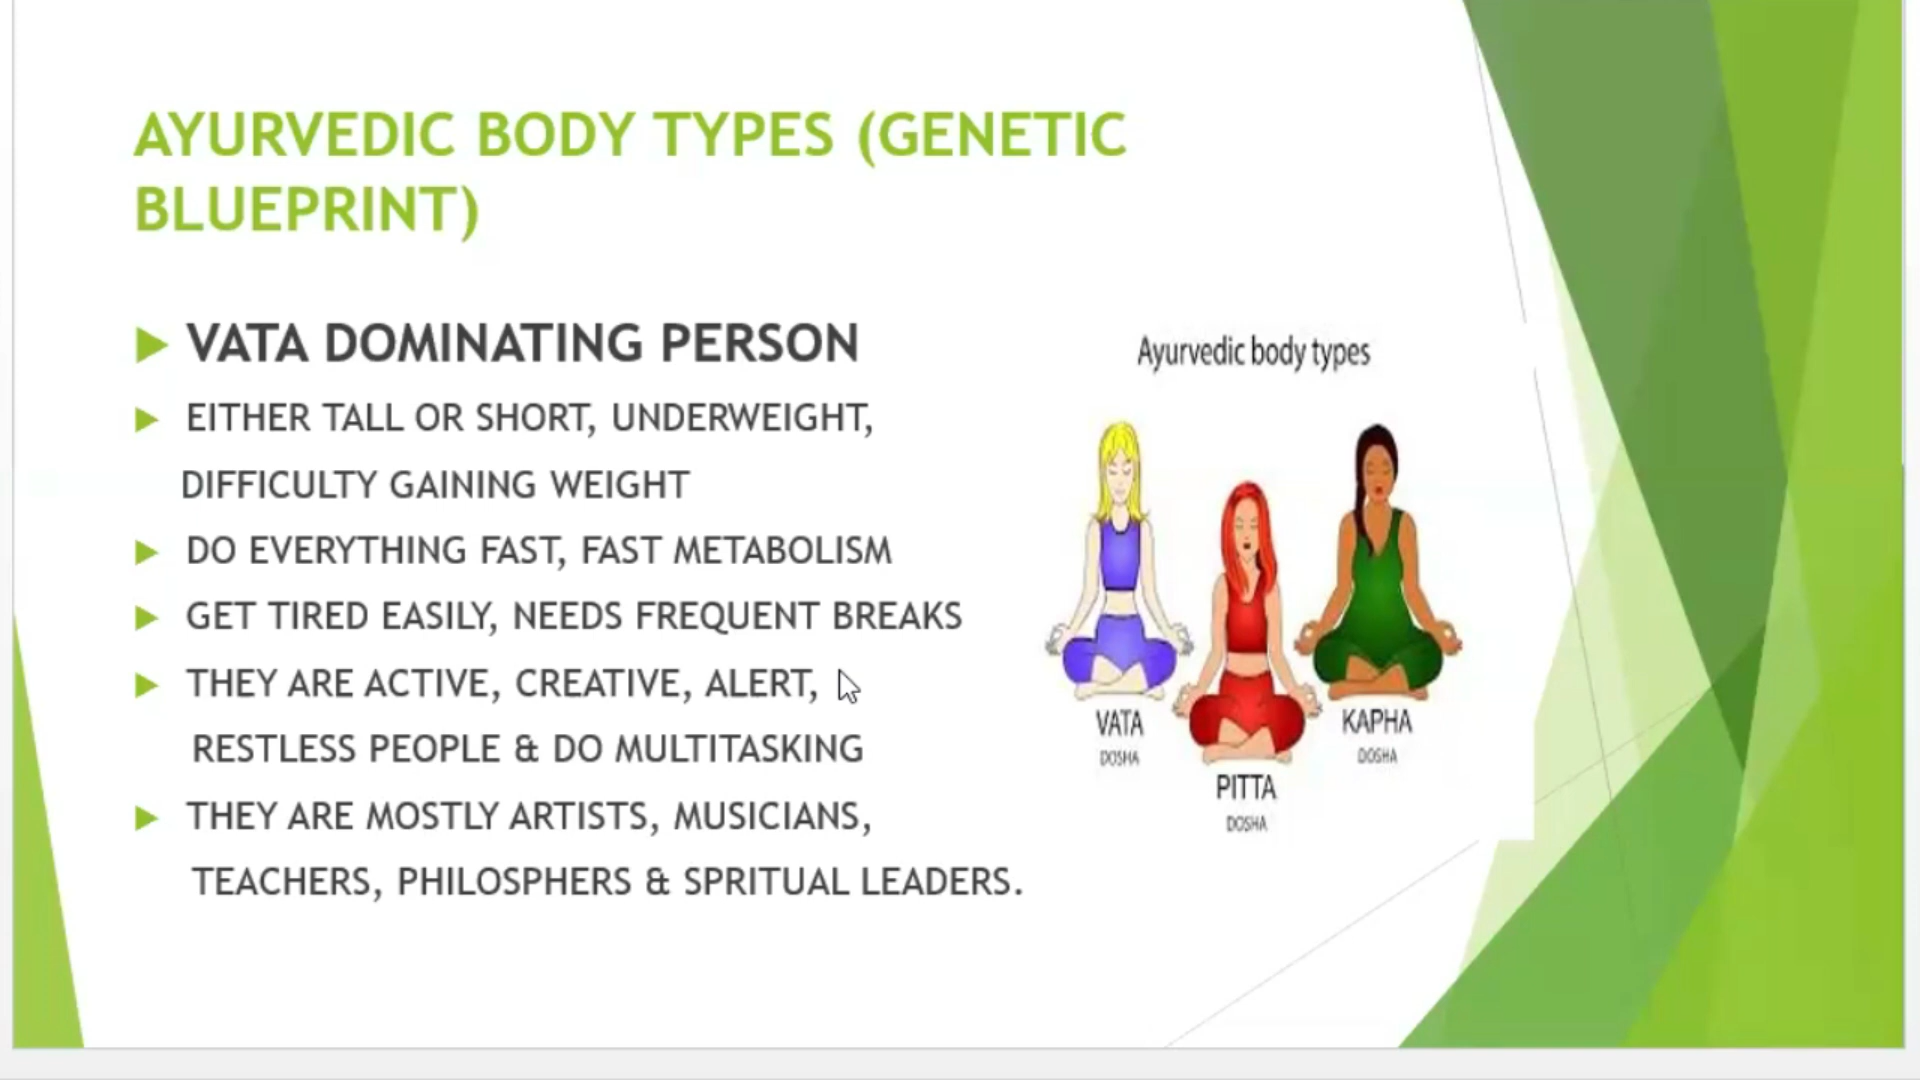 AYURVEDIC BODY TYPES (GENETIC
BLUEPRINT)
VATA DOMINATING PERSON
EITHER TALL OR SHORT, UNDERWEIGHT,
DIFFICULTY GAINING WEIGHT
DO EVERYTHING FAST, FAST METABOLISM
GET TIRED EASILY, NEEDS FREQUENT BREAKS
THEY ARE ACTIVE, CREATIVE, ALERT,
RESTLESS PEOPLE & DO MULTITASKING
THEY ARE MOSTLY ARTISTS, MUSICIANS,
TEACHERS, PHILOSPHERS & SPRITUAL LEADERS.
Ayurvedic body types
VATA
DOSHA
PITTA
DOSHA
KAPHA
DOSHA